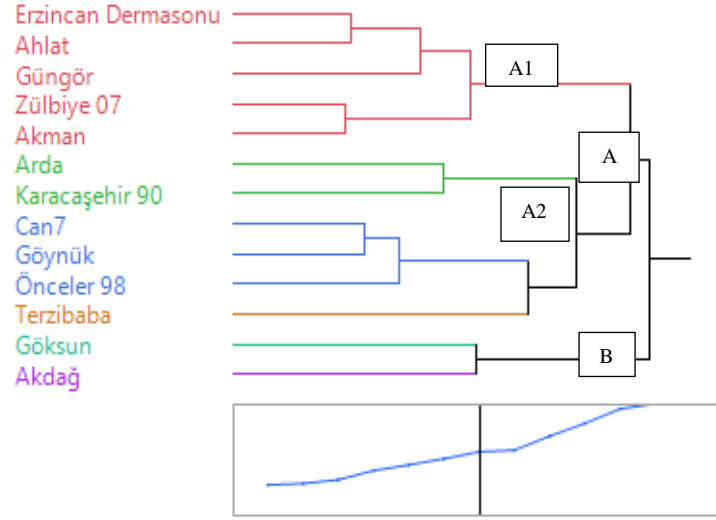 Erzincan Dermasonu
Ahlat
Güngör
A1
Zülbiye 07
Akman
Arda
A
Karacaşehir 90
A2
Can7
Göynük
Önceler 98
Terzibaba
Göksun
B
Akdağ